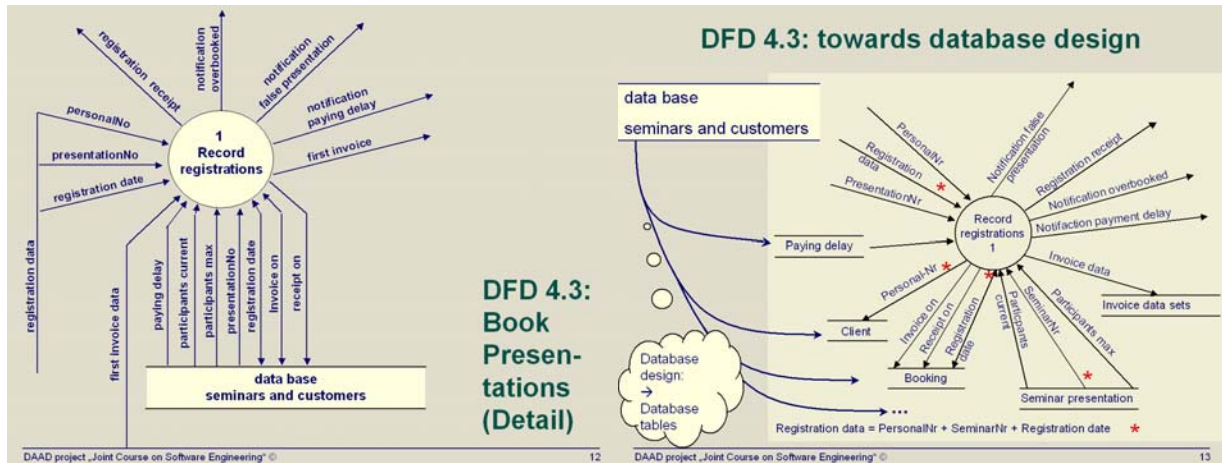 registration receipt
notification
overbooked
notification
false presentation
notification
paying delay
first invoice
personalNo
presentationNo
registration date
1
Record
registrations
registration data
first invoice data
paying delay
participants current
participants max
presentationNo
registration date
Invoice on
receipt on
data base
seminars and customers
DFD 4.3:
Book
Presen-
tations
(Detail)
DAAD project „Joint Course on Software Engineering" ©
12
DFD 4.3: towards database design
data base
seminars and customers
PersonalNr
Registration
data
*
PresentationNr
Notification false
presentation
Registration receipt
Notification overbooked
Notifaction payment delay
Record
registrations
1
Paying delay
Invoice data
Invoice data sets
Personal-Nr
*
*
Client
Invoice on
Receipt on
Registration
date
Booking
Particpants
current
SeminarNr
*
Participants max
Seminar presentation
Database
design:
→
Database
tables
...
Registration data = PersonalNr + SeminarNr + Registration date *
DAAD project „Joint Course on Software Engineering" ©
13